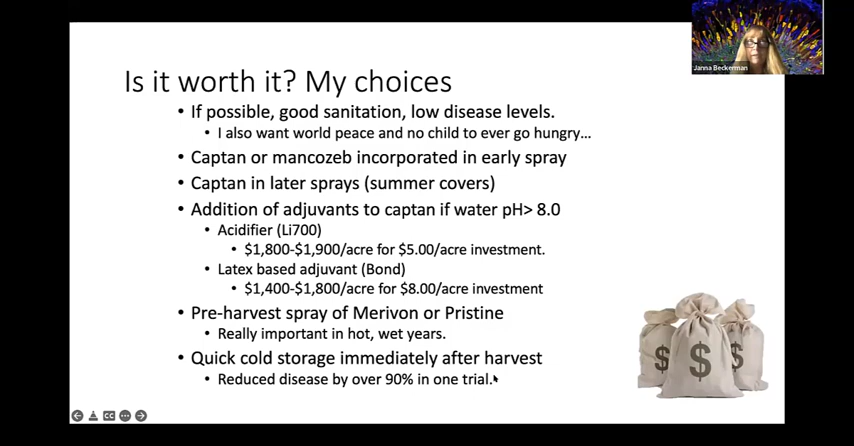 Janna Beckerman
Is it worth it? My choices
• If possible, good sanitation, low disease levels.
• I also want world peace and no child to ever go hungry…
• Captan or mancozeb incorporated in early spray
• Captan in later sprays (summer covers)
• Addition of adjuvants to captan if water pH> 8.0
• Acidifier (Li700)
• $1,800-$1,900/acre for $5.00/acre investment.
• Latex based adjuvant (Bond)
• $1,400-$1,800/acre for $8.00/acre investment
• Pre-harvest spray of Merivon or Pristine
• Really important in hot, wet years.
• Quick cold storage immediately after harvest
• Reduced disease by over 90% in one trial.
$ $ $
CC